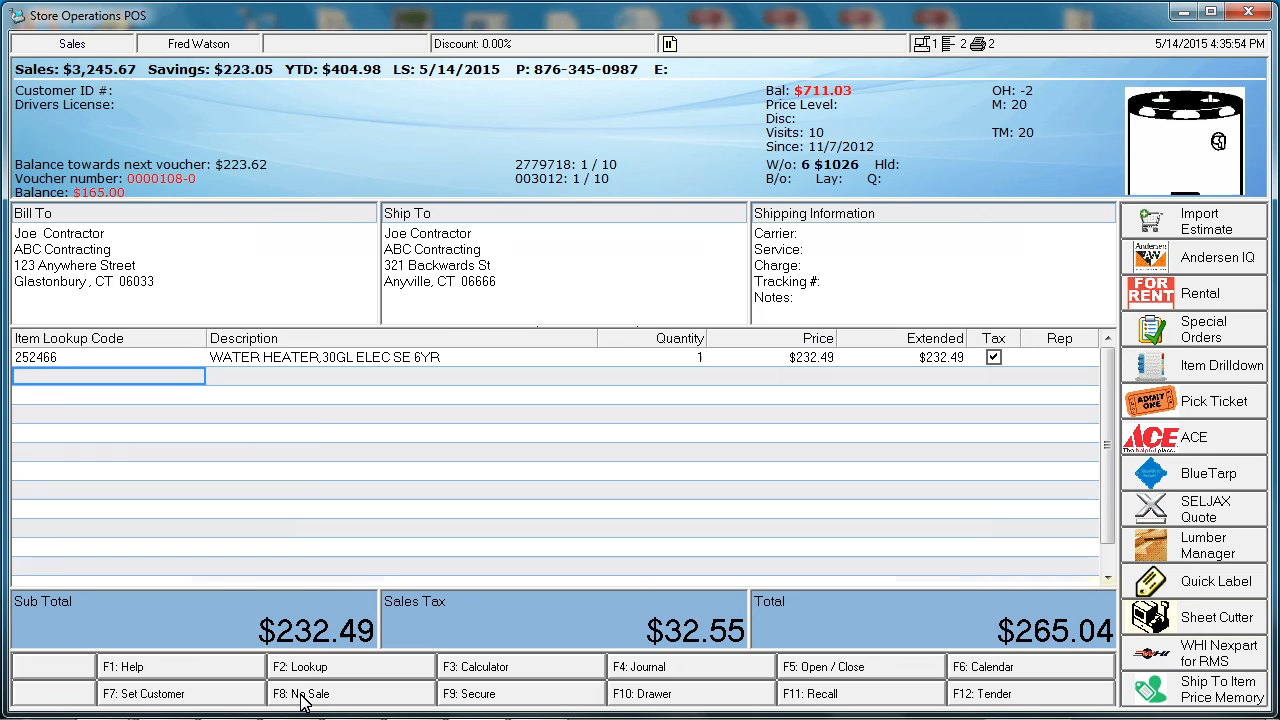 Store Operations POS
Sales
Fred Watson
Discount: 0.00%
1 2 2
5/14/2015 4:35:54 PM
Sales: $3,245.67 Savings: $223.05 YTD: $404.98 LS: 5/14/2015 P: 876-345-0987 E:
Customer ID #:
Drivers License:
Balance towards next voucher: $223.62
Voucher number: 0000108-0
Balance: $165.00
2779718: 1 / 10
003012: 1 / 10
Bal: $711.03
Price Level:
Disc:
Visits: 10
Since: 11/7/2012
W/o: 6 $1026 Hld:
B/o: Lay: Q:
OH: -2
M: 20
TM: 20
Bill To
Joe Contractor
ABC Contracting
123 Anywhere Street
Glastonbury , CT 06033
Ship To
Joe Contractor
ABC Contracting
321 Backwards St
Anyville, CT 06666
Shipping Information
Carrier:
Service:
Charge:
Tracking #:
Notes:
Item Lookup Code Description Quantity Price Extended Tax Rep
252466 WATER HEATER,30GL ELEC SE 6YR 1 $232.49 $232.49
Sub Total
$232.49
Sales Tax
$32.55
Total
$265.04
F1: Help
F2: Lookup
F3: Calculator
F4: Journal
F5: Open / Close
F6: Calendar
F7: Set Customer
F8: No Sale
F9: Secure
F10: Drawer
F11: Recall
F12: Tender
Import
Estimate
Andersen
AW
Andersen IQ
FOR
RENT
Rental
Special
Orders
Item Drilldown
ADMIT
ONE
Pick Ticket
ACE
The helpful place.
ACE
BlueTarp
SELJAX
Quote
Lumber
Manager
Quick Label
Sheet Cutter
WHI
WHI Nexpart
for RMS
Ship To Item
Price Memory